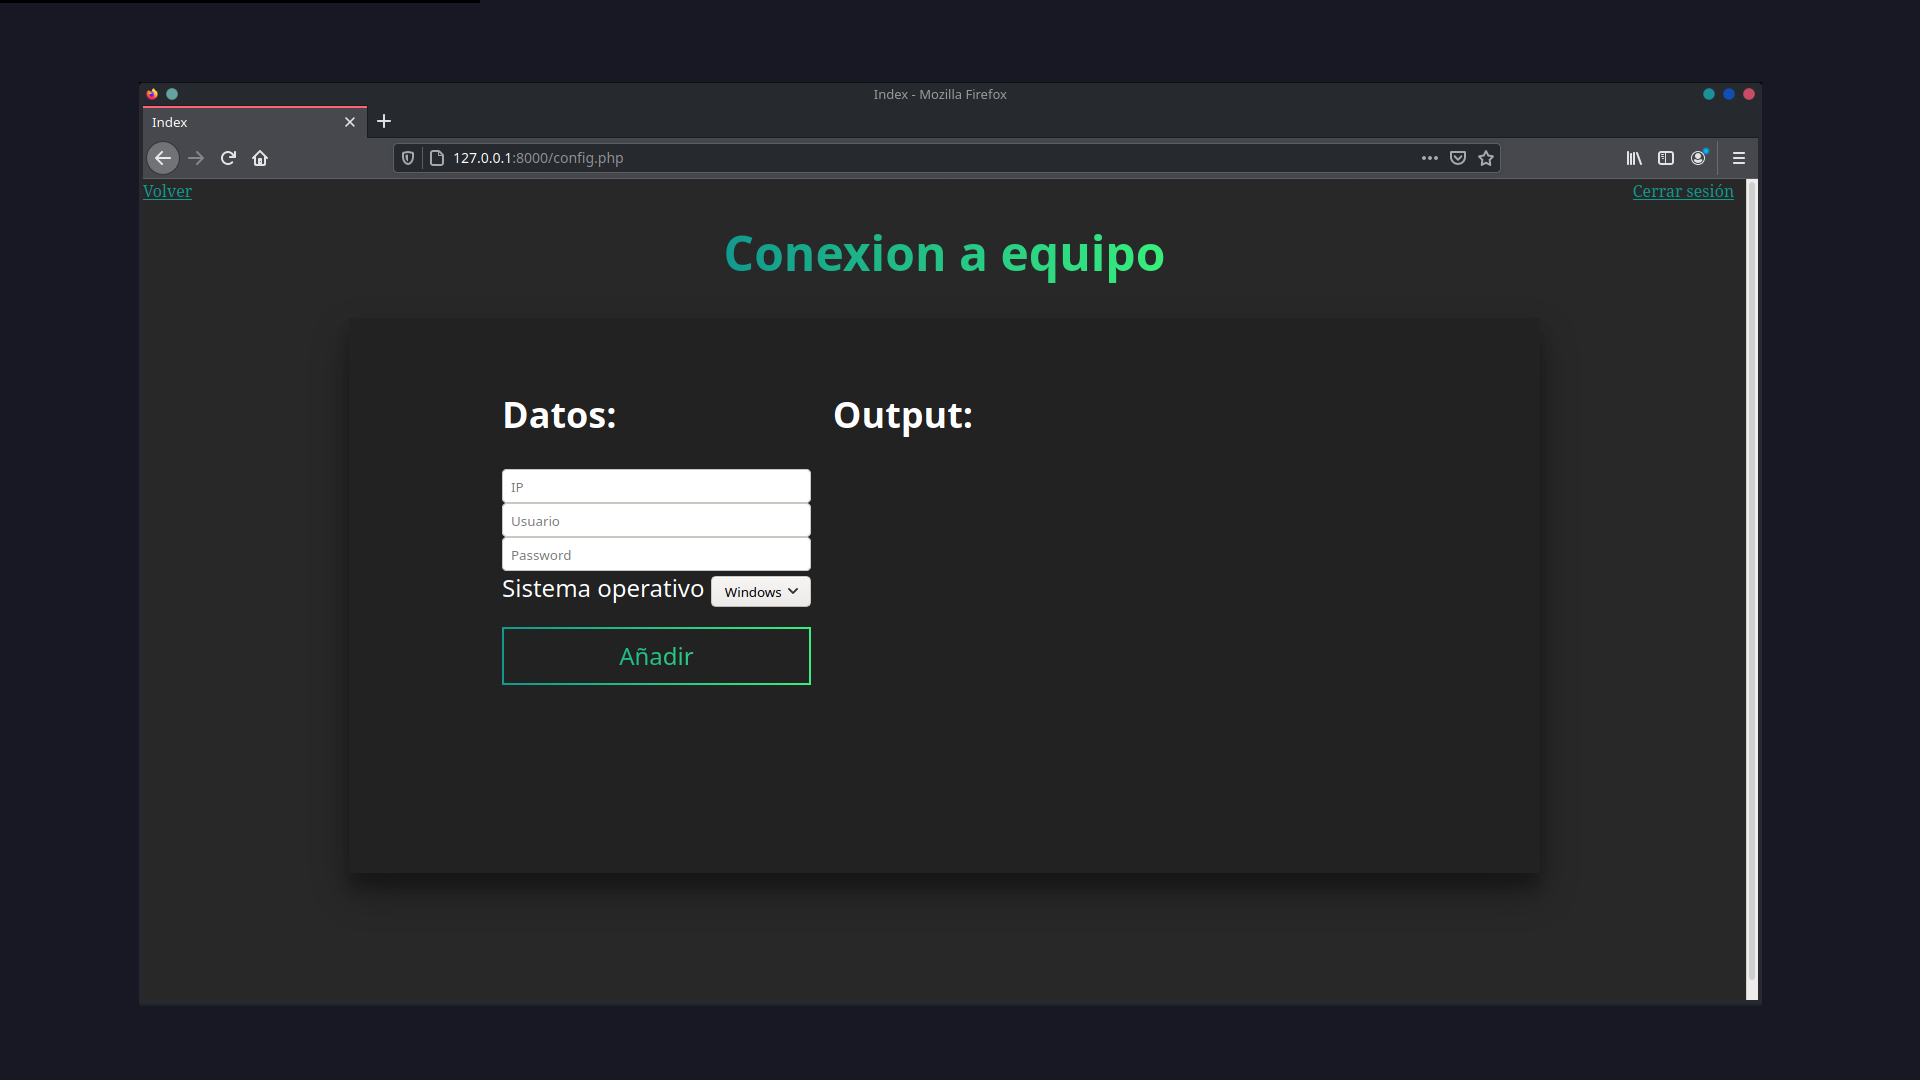 Index - Mozilla Firefox
Index
127.0.0.1:8000/config.php
Volver
Cerrar sesión
Conexion a equipo
Datos:
Output:
IP
Usuario
Password
Sistema operativo Windows
Añadir